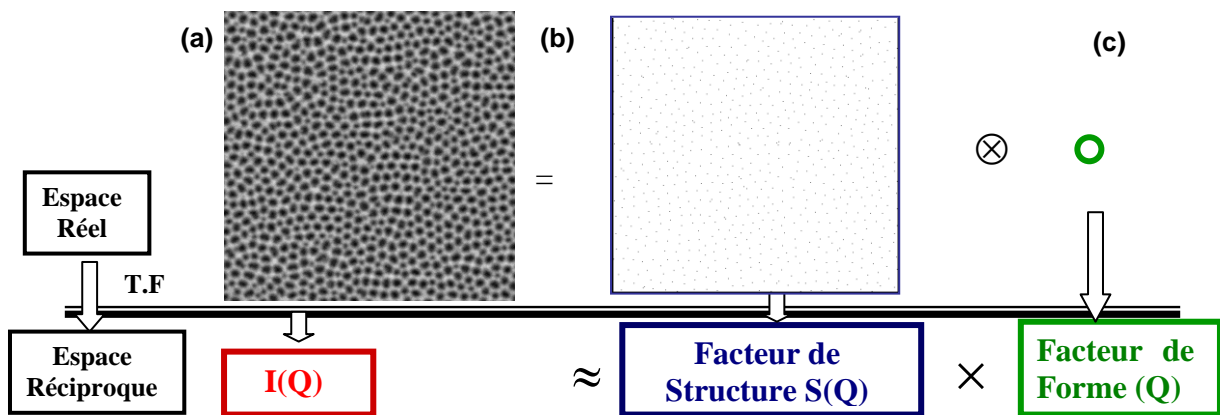 (a)
(b)
(c)
=
⊗
Espace
Réel
T.F
Espace
Réciproque
I(Q)
≈
Facteur de
Structure S(Q)
×
Facteur de
Forme (Q)